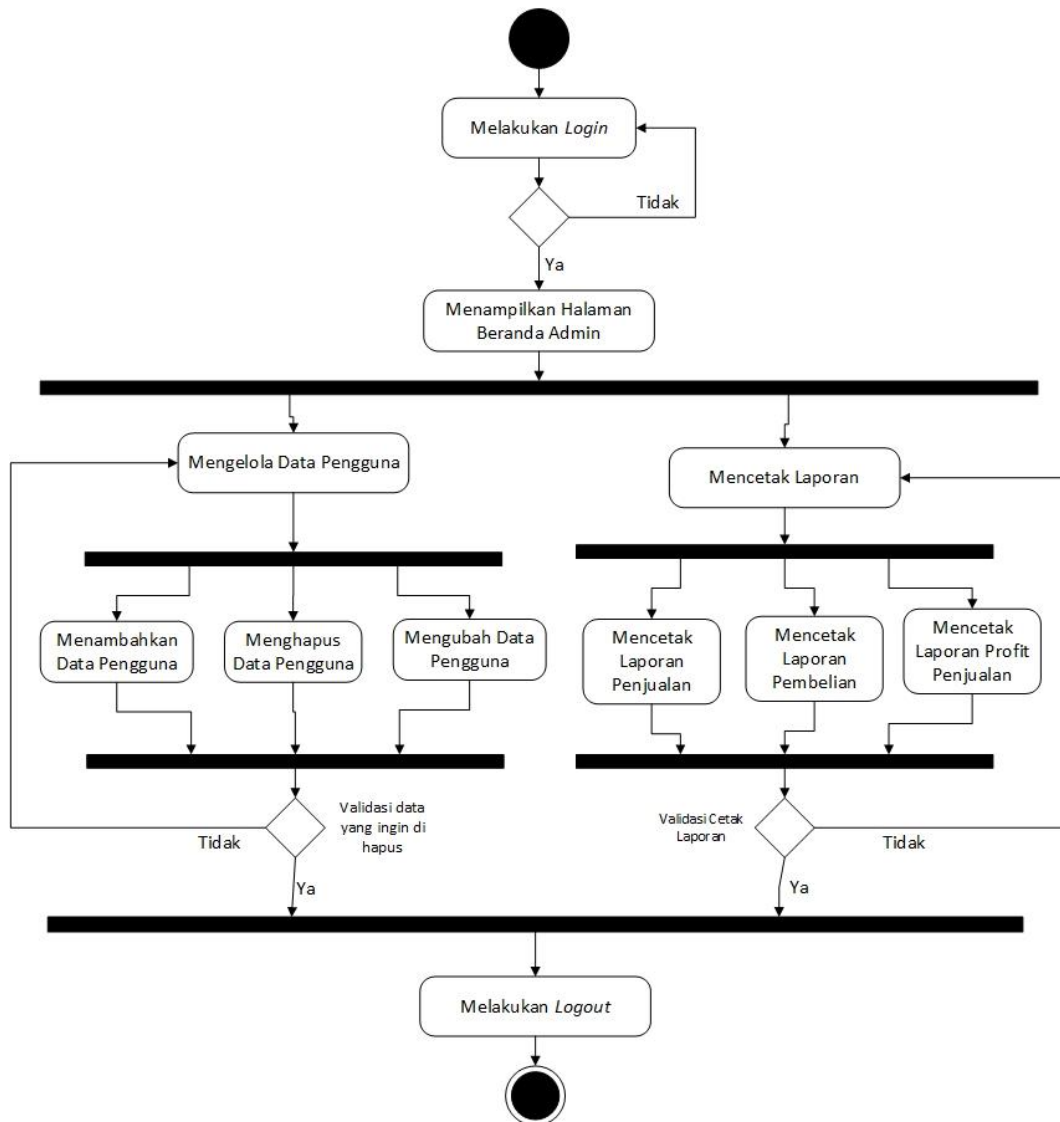 Melakukan Login
Tidak
Ya
Menampilkan Halaman
Beranda Admin
Mengelola Data Pengguna
Mencetak Laporan
Menambahkan
Data Pengguna
Menghapus
Data Pengguna
Mengubah Data
Pengguna
Mencetak
Laporan
Penjualan
Mencetak
Laporan
Pembelian
Mencetak
Laporan Profit
Penjualan
Validasi data
yang ingin di
hapus
Tidak
Ya
Validasi Cetak
Laporan
Tidak
Ya
Melakukan Logout